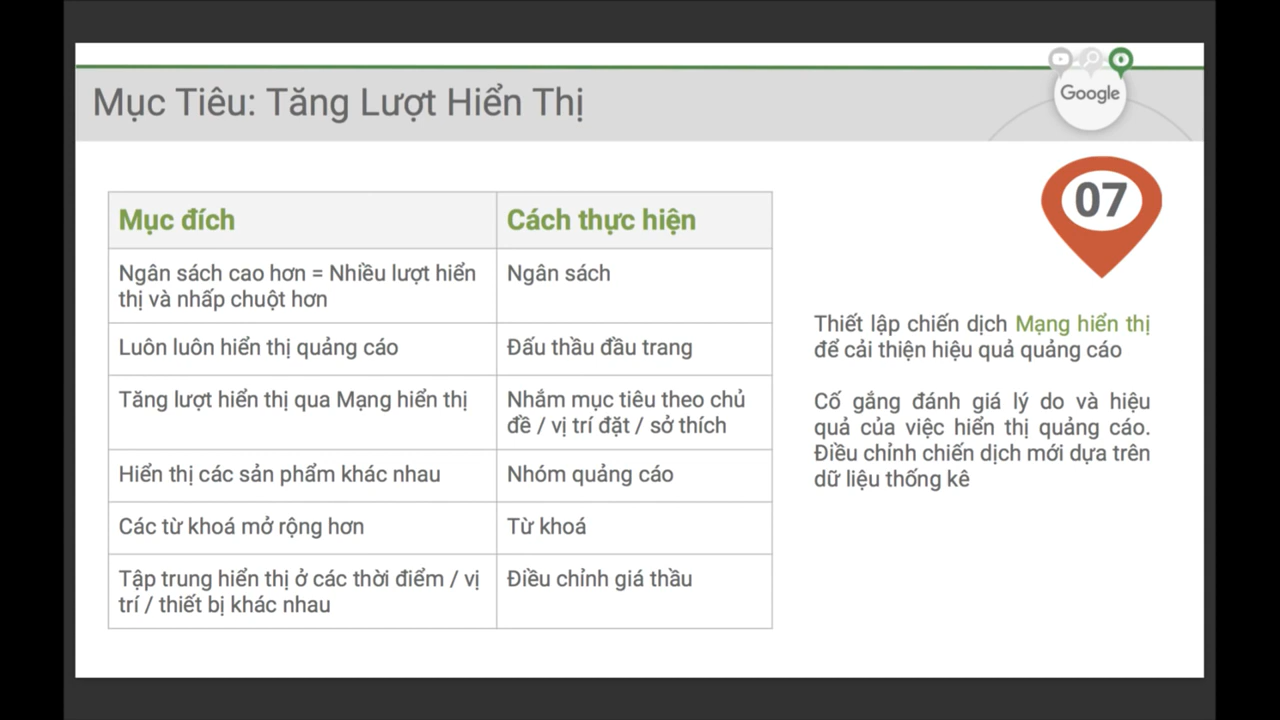 Mục Tiêu: Tăng Lượt Hiển Thị
Google
07
Mục đích
Cách thực hiện
Ngân sách cao hơn = Nhiều lượt hiển
thị và nhấp chuột hơn
Ngân sách
Luôn luôn hiển thị quảng cáo
Đấu thầu đầu trang
Tăng lượt hiển thị qua Mạng hiển thị
Nhắm mục tiêu theo chủ
đề / vị trí đặt / sở thích
Hiển thị các sản phẩm khác nhau
Nhóm quảng cáo
Các từ khoá mở rộng hơn
Từ khoá
Tập trung hiển thị ở các thời điểm / vị
trí / thiết bị khác nhau
Điều chỉnh giá thầu
Thiết lập chiến dịch Mạng hiển thị
để cải thiện hiệu quả quảng cáo
Cố gắng đánh giá lý do và hiệu
quả của việc hiển thị quảng cáo.
Điều chỉnh chiến dịch mới dựa trên
dữ liệu thống kê